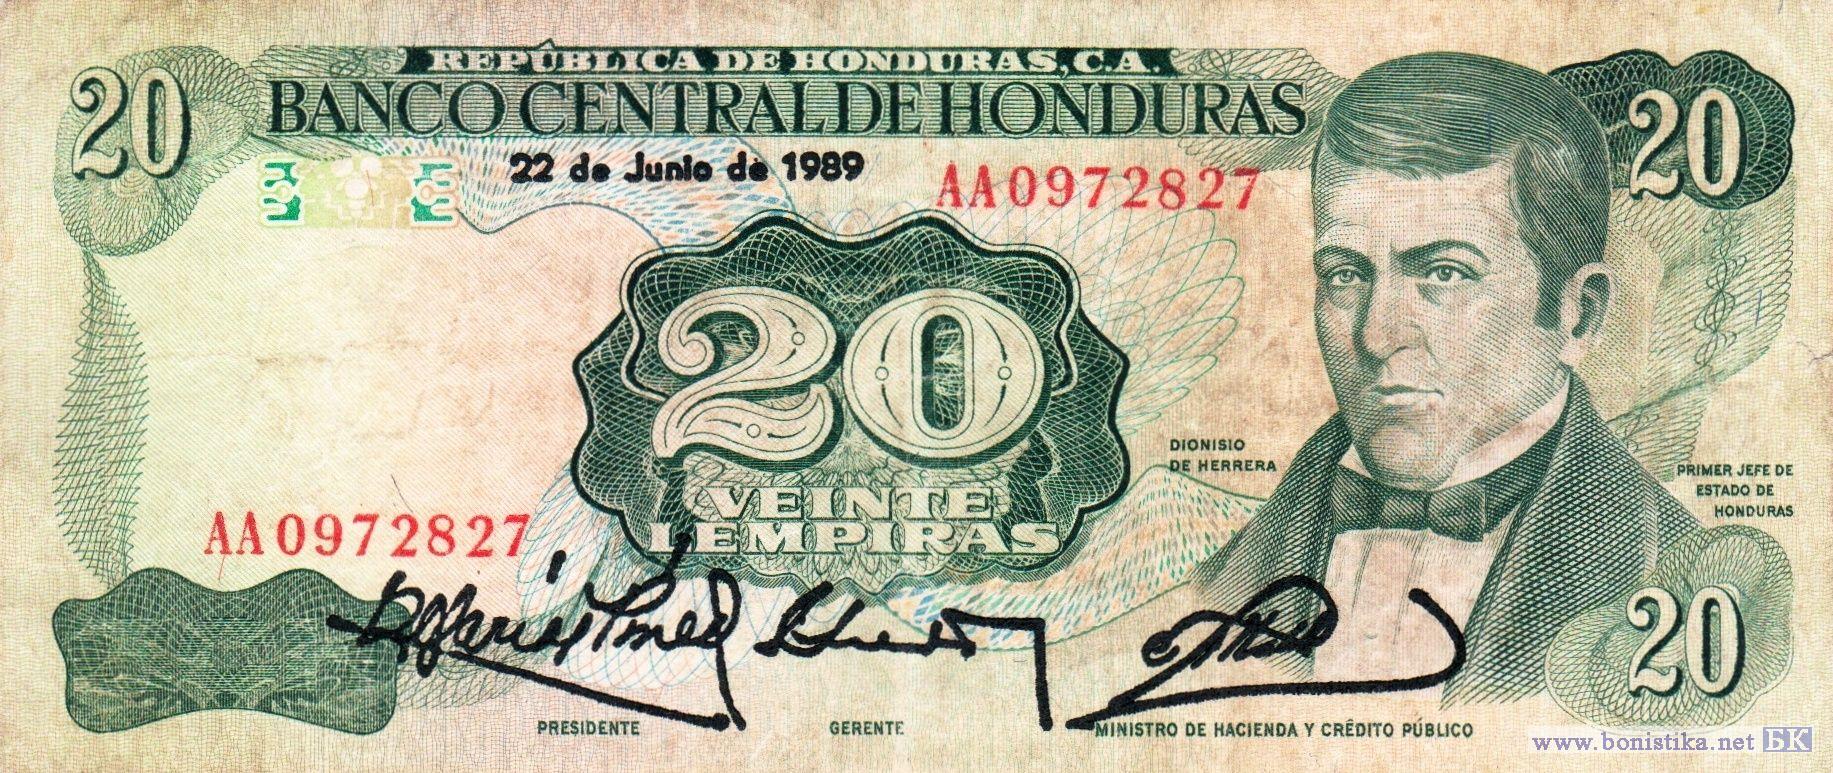 REPÚBLICA DE HONDURAS, C.A.
20
BANCO CENTRAL DE HONDURAS
20
22 de Junio de 1989
AA0972827
20
VEINTE
LEMPIRAS
DIONISIO
DE HERRERA
PRIMER JEFE DE
ESTADO DE
HONDURAS
AA0972827
20
PRESIDENTE
GERENTE
MINISTRO DE HACIENDA Y CRÉDITO PÚBLICO
www.bonistika.net БК